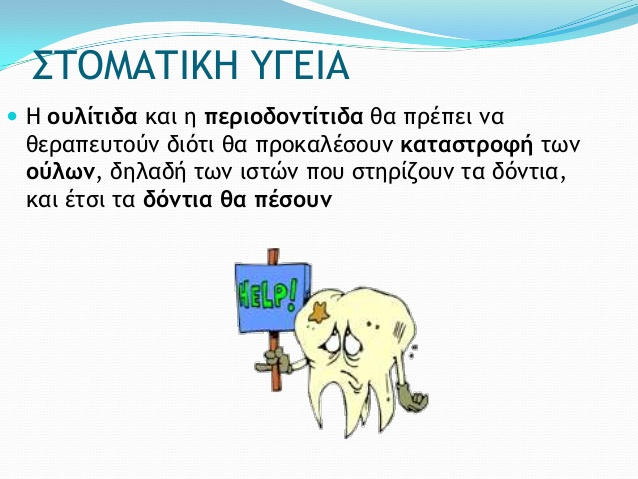 ΣΤΟΜΑΤΙΚΗ ΥΓΕΙΑ
• Η ουλίτιδα και η περιοδοντίτιδα θα πρέπει να
θεραπευτούν διότι θα προκαλέσουν καταστροφή των
ούλων, δηλαδή των ιστών που στηρίζουν τα δόντια,
και έτσι τα δόντια θα πέσουν
HELP!